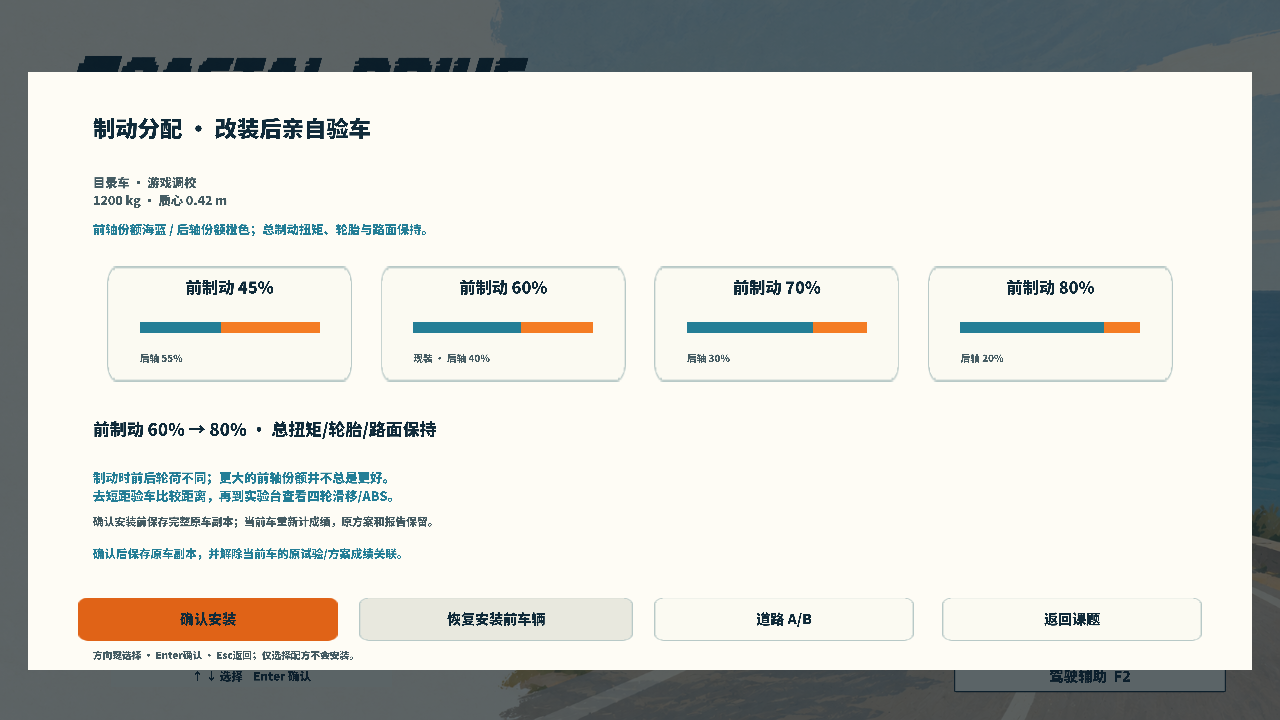 制动分配 · 改装后亲自验车
目录车 · 游戏调校
1200 kg · 质心 0.42 m
前轴份额海蓝 / 后轴份额橙色；总制动扭矩、轮胎与路面保持。
前制动 45%
前制动 60%
前制动 70%
前制动 80%
后轴 55%
现装 · 后轴 40%
后轴 30%
后轴 20%
前制动 60% → 80% · 总扭矩/轮胎/路面保持
制动时前后轮荷不同；更大的前轴份额并不总是更好。
去短距验车比较距离，再到实验台查看四轮滑移/ABS。
确认安装前保存完整原车副本；当前车重新计成绩，原方案和报告保留。
确认后保存原车副本，并解除当前车的原试验/方案成绩关联。
确认安装
恢复安装前车辆
道路 A/B
返回课题
方向键选择 · Enter确认 · Esc返回；仅选择配方不会安装。
↑ ↓ 选择 Enter 确认
驾驶辅助 F2